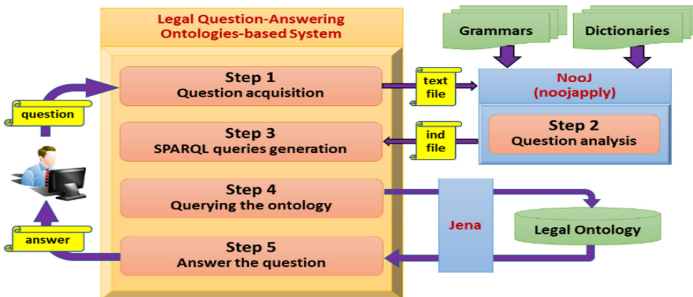 Legal Question-Answering
Ontologies-based System
Grammars
Dictionaries
Step 1
Question acquisition
text
file
NooJ
(noojapply)
question
Step 3
SPARQL queries generation
ind
file
Step 2
Question analysis
Step 4
Querying the ontology
Jena
Legal Ontology
answer
Step 5
Answer the question